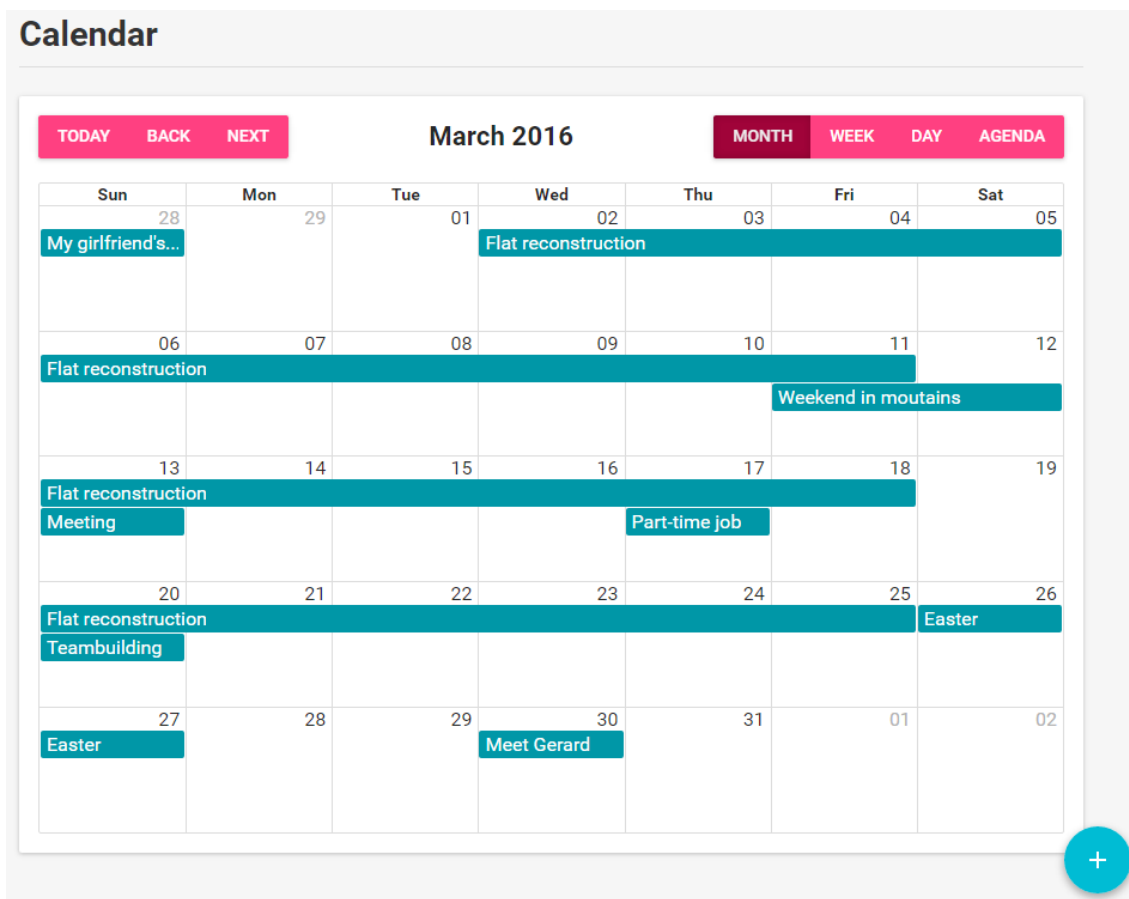 Calendar
TODAY BACK NEXT March 2016 MONTH WEEK DAY AGENDA
Sun Mon Tue Wed Thu Fri Sat
28 29 01 02 03 04 05
My girlfriend's... Flat reconstruction
06 07 08 09 10 11 12
Flat reconstruction
Weekend in moutains
13 14 15 16 17 18 19
Flat reconstruction
Meeting Part-time job
20 21 22 23 24 25 26
Flat reconstruction Easter
Teambuilding
27 28 29 30 31 01 02
Easter Meet Gerard
+